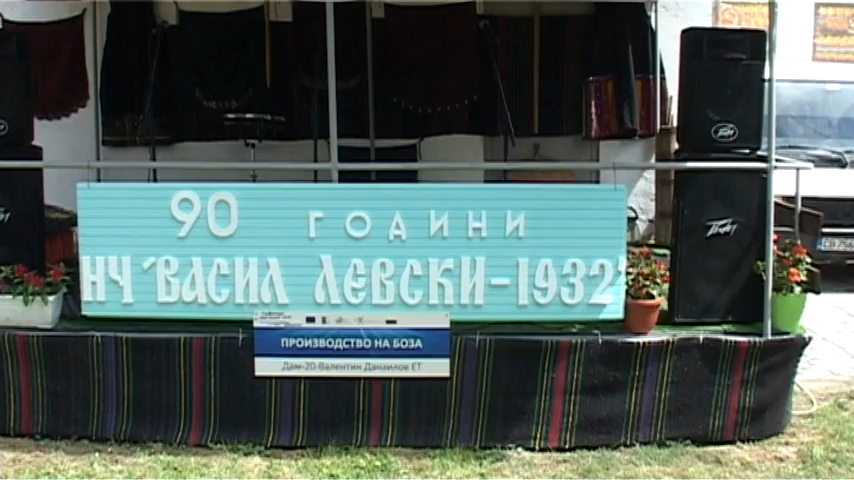 90 ГОДИНИ
НЧ "ВАСИЛ ЛЕВСКИ-1932"
ПРОИЗВОДСТВО НА БОЗА
Дам-20-Валентин Данаилов ЕТ